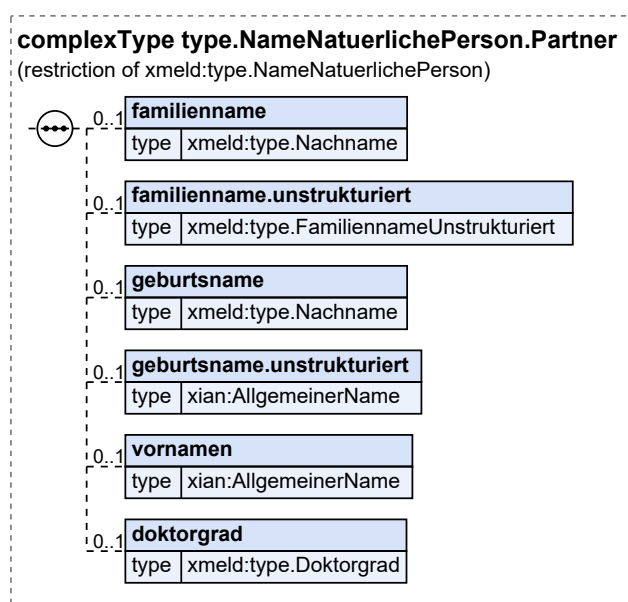 complexType type.NameNatuerlichePerson.Partner
(restriction of xmeld:type.NameNatuerlichePerson)
0..1 familienname
type xmeld:type.Nachname
0..1 familienname.unstrukturiert
type xmeld:type.FamiliennameUnstrukturiert
0..1 geburtsname
type xmeld:type.Nachname
0..1 geburtsname.unstrukturiert
type xian:AllgemeinerName
0..1 vornamen
type xian:AllgemeinerName
0..1 doktorgrad
type xmeld:type.Doktorgrad